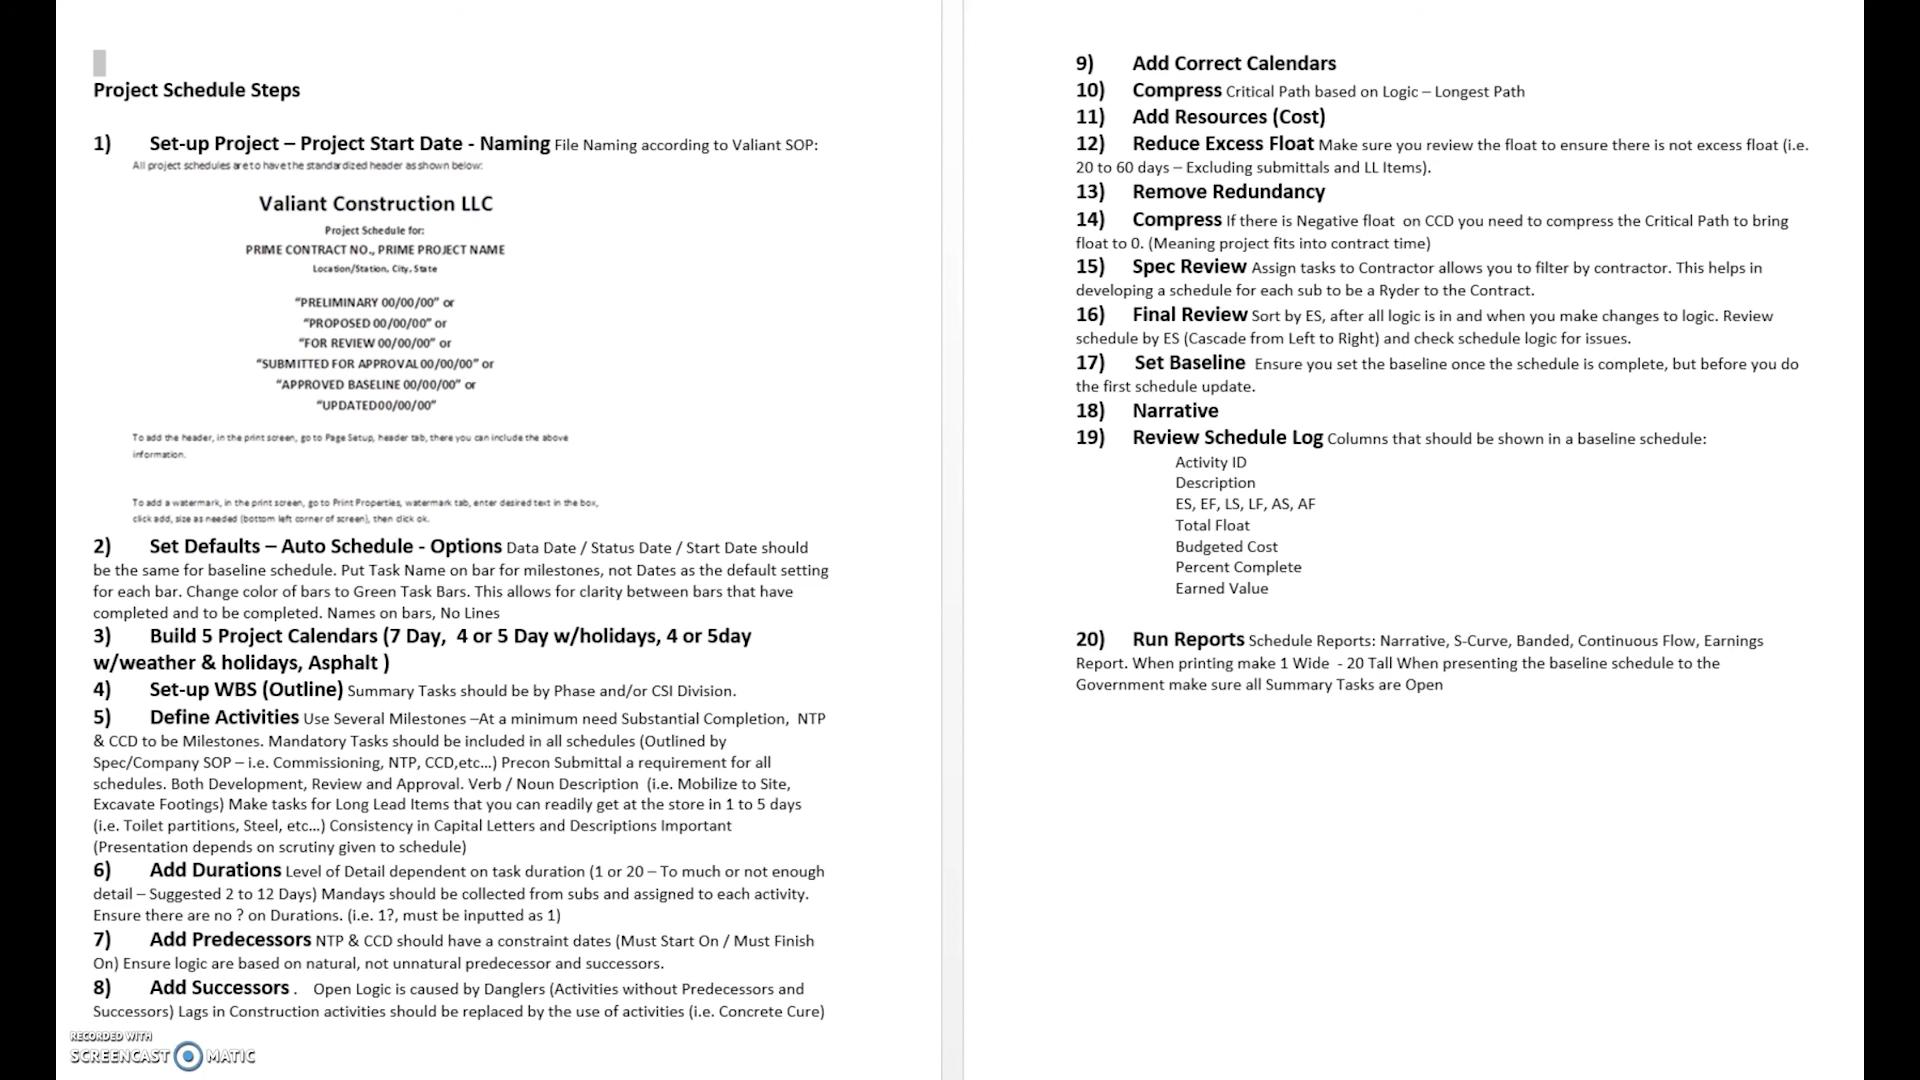 Project Schedule Steps
1) Set-up Project – Project Start Date - Naming File Naming according to Valiant SOP:
All project schedules are to have the standardized header as shown below:
Valiant Construction LLC
Project Schedule for:
PRIME CONTRACT NO., PRIME PROJECT NAME
Location/Station, City, State
“PRELIMINARY 00/00/00” or
“PROPOSED 00/00/00” or
“FOR REVIEW 00/00/00” or
“SUBMITTED FOR APPROVAL 00/00/00” or
“APPROVED BASELINE 00/00/00” or
“UPDATED00/00/00”
To add the header, in the print screen, go to Page Setup, header tab, there you can include the above
information.
To add a watermark, in the print screen, go to Print Properties, watermark tab, enter desired text in the box,
click add, size as needed (bottom left corner of screen), then click ok.
2) Set Defaults – Auto Schedule - Options Data Date / Status Date / Start Date should
be the same for baseline schedule. Put Task Name on bar for milestones, not Dates as the default setting
for each bar. Change color of bars to Green Task Bars. This allows for clarity between bars that have
completed and to be completed. Names on bars, No Lines
3) Build 5 Project Calendars (7 Day, 4 or 5 Day w/holidays, 4 or 5day
w/weather & holidays, Asphalt )
4) Set-up WBS (Outline) Summary Tasks should be by Phase and/or CSI Division.
5) Define Activities Use Several Milestones –At a minimum need Substantial Completion, NTP
& CCD to be Milestones. Mandatory Tasks should be included in all schedules (Outlined by
Spec/Company SOP – i.e. Commissioning, NTP, CCD,etc…) Precon Submittal a requirement for all
schedules. Both Development, Review and Approval. Verb / Noun Description (i.e. Mobilize to Site,
Excavate Footings) Make tasks for Long Lead Items that you can readily get at the store in 1 to 5 days
(i.e. Toilet partitions, Steel, etc…) Consistency in Capital Letters and Descriptions Important
(Presentation depends on scrutiny given to schedule)
6) Add Durations Level of Detail dependent on task duration (1 or 20 – To much or not enough
detail – Suggested 2 to 12 Days) Mandays should be collected from subs and assigned to each activity.
Ensure there are no ? on Durations. (i.e. 1?, must be inputted as 1)
7) Add Predecessors NTP & CCD should have a constraint dates (Must Start On / Must Finish
On) Ensure logic are based on natural, not unnatural predecessor and successors.
8) Add Successors . Open Logic is caused by Danglers (Activities without Predecessors and
Successors) Lags in Construction activities should be replaced by the use of activities (i.e. Concrete Cure)
RECORDED WITH
SCREENCAST MATIC
9) Add Correct Calendars
10) Compress Critical Path based on Logic – Longest Path
11) Add Resources (Cost)
12) Reduce Excess Float Make sure you review the float to ensure there is not excess float (i.e.
20 to 60 days – Excluding submittals and LL Items).
13) Remove Redundancy
14) Compress If there is Negative float on CCD you need to compress the Critical Path to bring
float to 0. (Meaning project fits into contract time)
15) Spec Review Assign tasks to Contractor allows you to filter by contractor. This helps in
developing a schedule for each sub to be a Ryder to the Contract.
16) Final Review Sort by ES, after all logic is in and when you make changes to logic. Review
schedule by ES (Cascade from Left to Right) and check schedule logic for issues.
17) Set Baseline Ensure you set the baseline once the schedule is complete, but before you do
the first schedule update.
18) Narrative
19) Review Schedule Log Columns that should be shown in a baseline schedule:
Activity ID
Description
ES, EF, LS, LF, AS, AF
Total Float
Budgeted Cost
Percent Complete
Earned Value
20) Run Reports Schedule Reports: Narrative, S-Curve, Banded, Continuous Flow, Earnings
Report. When printing make 1 Wide - 20 Tall When presenting the baseline schedule to the
Government make sure all Summary Tasks are Open